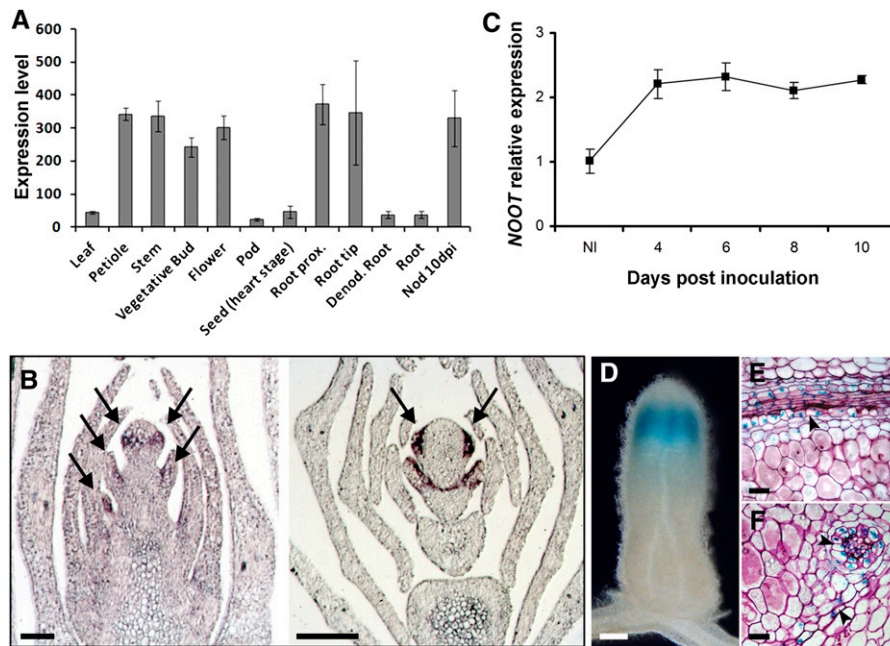 A
Expression level
600
500
400
300
200
100
0
Leaf
Petiole
Stem
Vegetative Bud
Flower
Pod
Seed (heart stage)
Root prox.
Root tip
Denod. Root
Root
Nod 10dpi
C
NOOT relative expression
3
2
1
0
NI
4
6
8
10
Days post inoculation
B
D
E
F